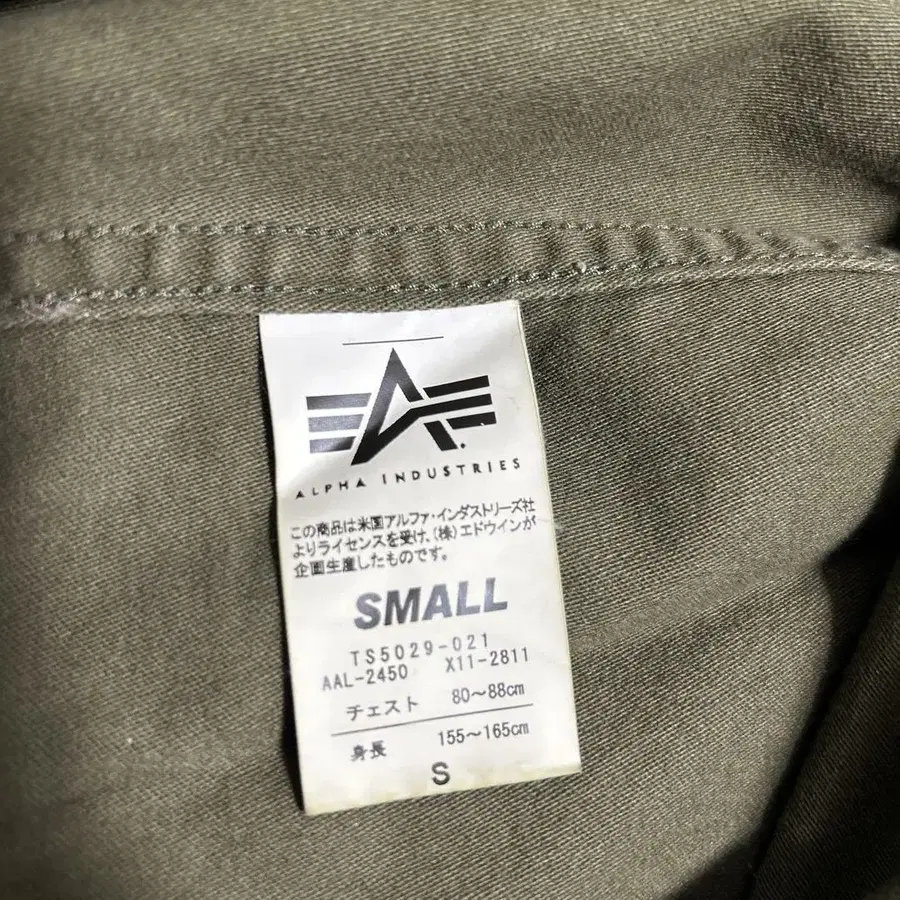 ALPHA INDUSTRIES
この商品は米国アルファ・インダストリーズ社
よりライセンスを受け、(株)エドウインが
企画生産したものです。
SMALL
TS5029-021
AAL-2450 X11-2811
チェスト 80～88cm
身長 155～165cm
S